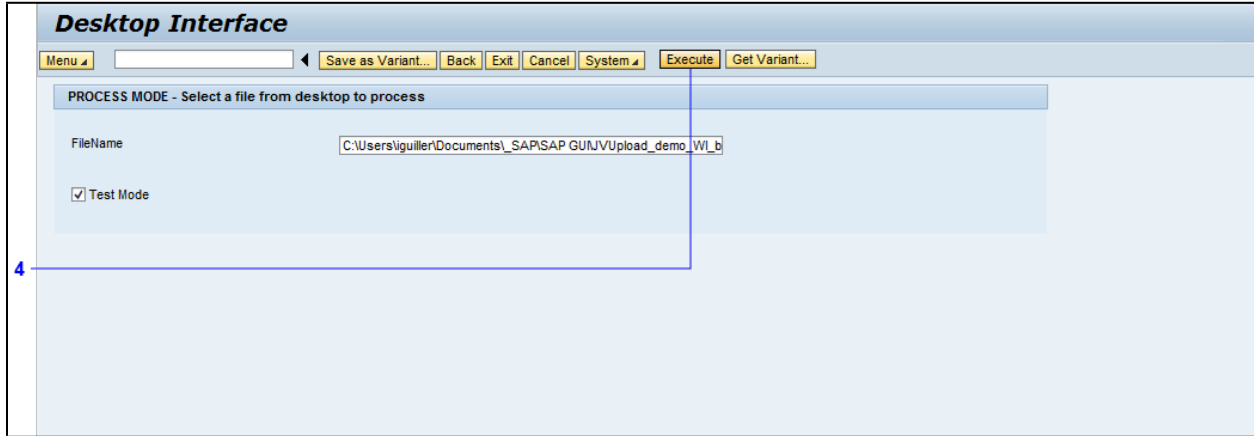 Desktop Interface
Menu Save as Variant... Back Exit Cancel System Execute Get Variant...
PROCESS MODE - Select a file from desktop to process
FileName C:\Users\iguiller\Documents\_SAP\SAP GUI\JVUpload_demo_WI_b
Test Mode
4